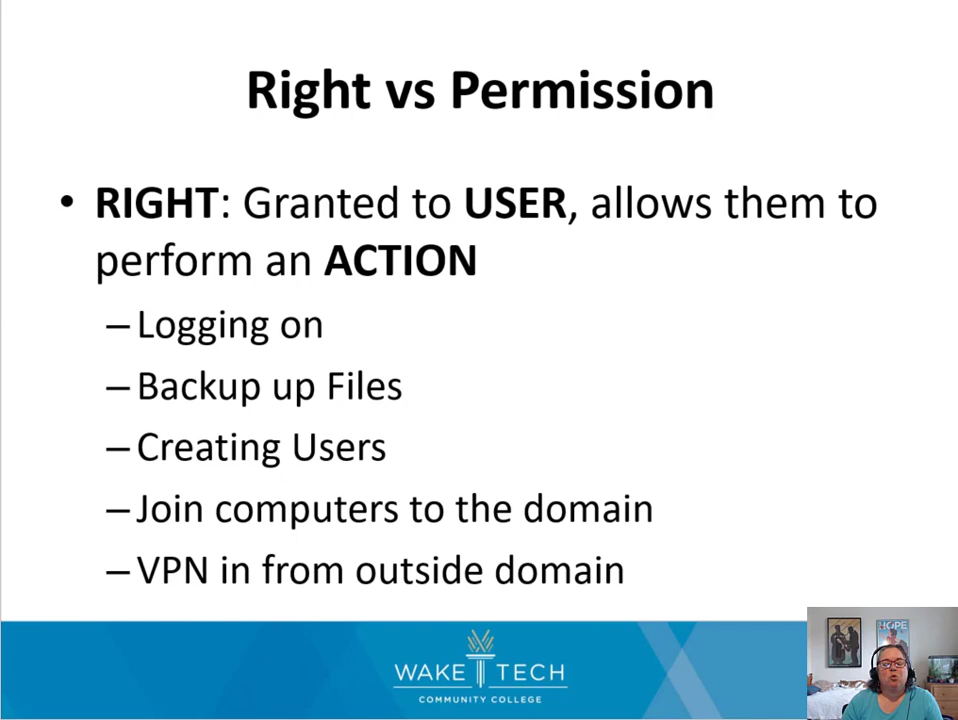 Right vs Permission
• RIGHT: Granted to USER, allows them to
perform an ACTION
–Logging on
–Backup up Files
–Creating Users
–Join computers to the domain
–VPN in from outside domain
WAKE TECH
COMMUNITY COLLEGE
HOPE